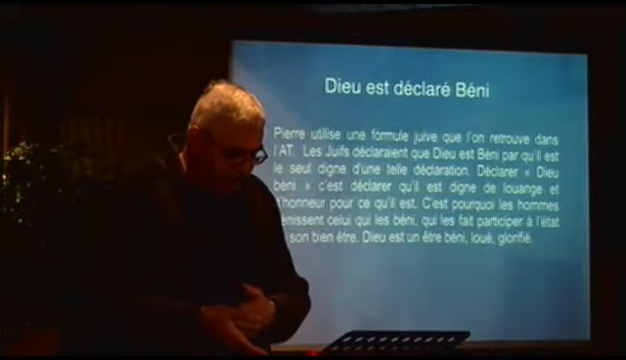 Dieu est déclaré Béni
Pierre utilise une formule juive que l'on retrouve dans
l'AT. Les Juifs déclaraient que Dieu est Béni par qu'il est
le seul digne d'une telle déclaration. Déclarer « Dieu
béni » c'est déclarer qu'il est digne de louange et
d'honneur pour ce qu'il est. C'est pourquoi les hommes
bénissent celui qui les béni, qui les fait participer à l'état
son bien être. Dieu est un être béni, loué, glorifié.